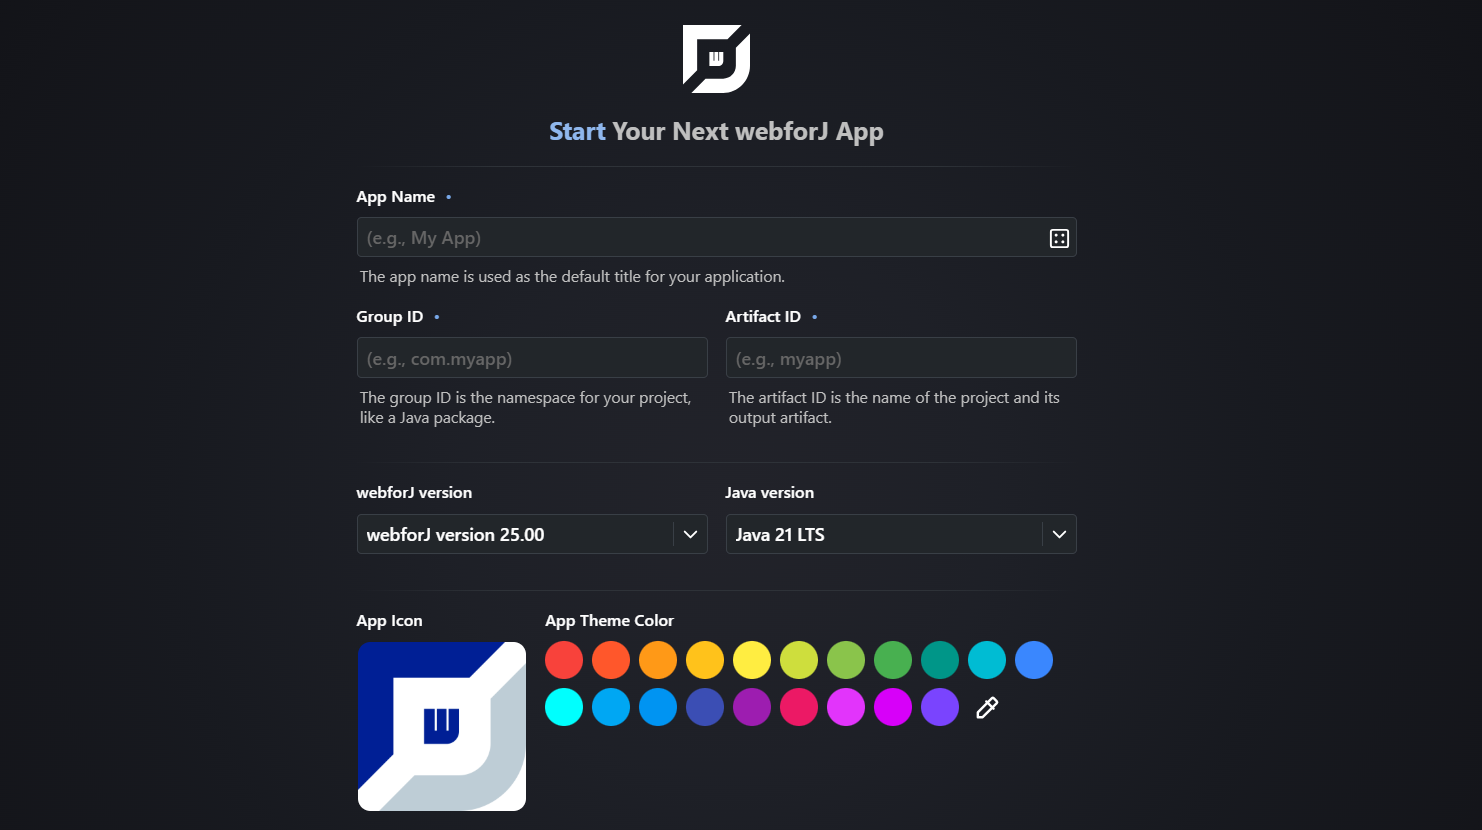 W
Start Your Next webforJ App
App Name •
(e.g., My App)
The app name is used as the default title for your application.
Group ID •
Artifact ID •
(e.g., com.myapp)
(e.g., myapp)
The group ID is the namespace for your project,
like a Java package.
The artifact ID is the name of the project and its
output artifact.
webforJ version
Java version
webforJ version 25.00
Java 21 LTS
App Icon
App Theme Color
W